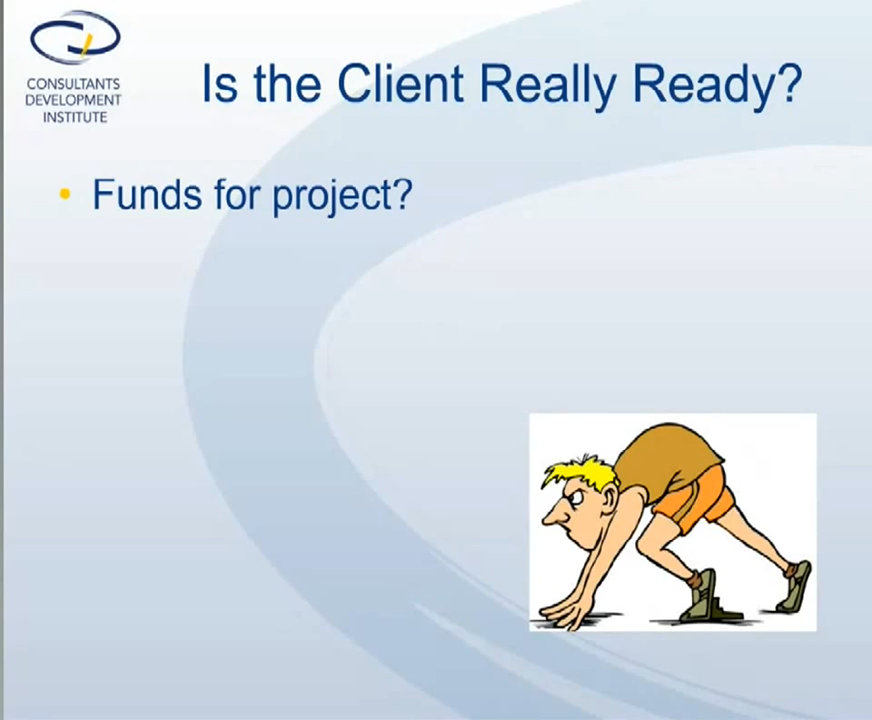 CONSULTANTS
DEVELOPMENT
INSTITUTE
Is the Client Really Ready?
• Funds for project?